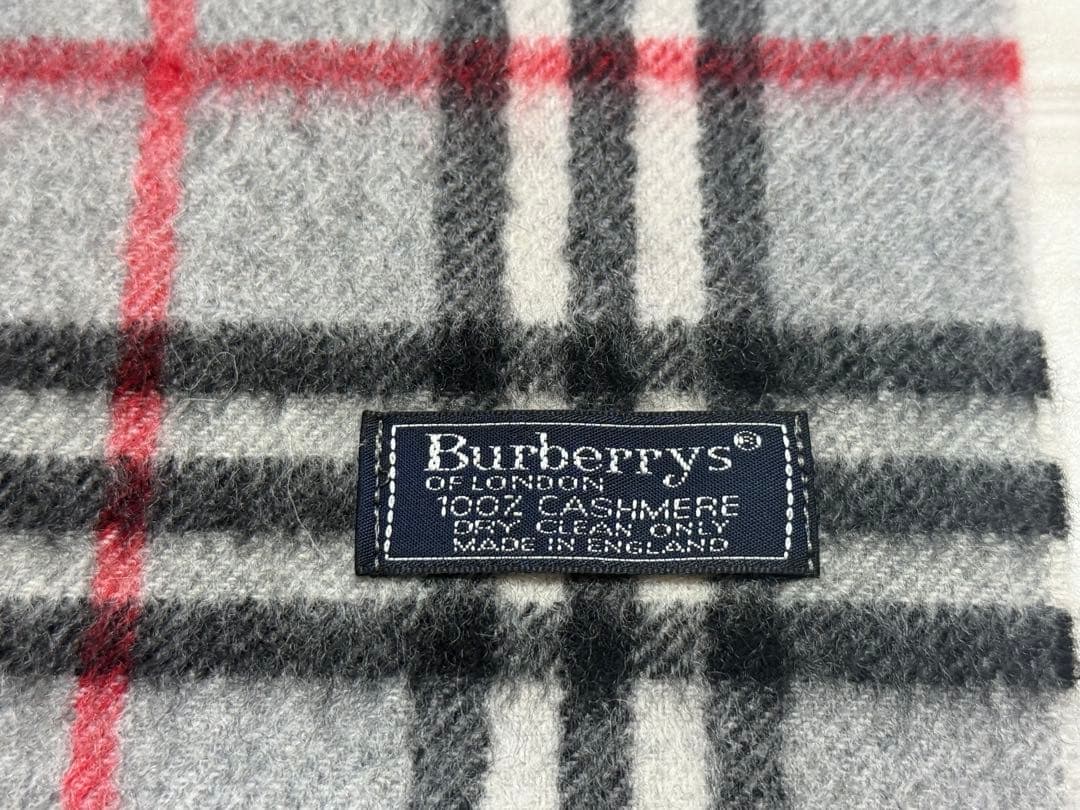 Burberrys®
OF LONDON
100% CASHMERE
DRY CLEAN ONLY
MADE IN ENGLAND